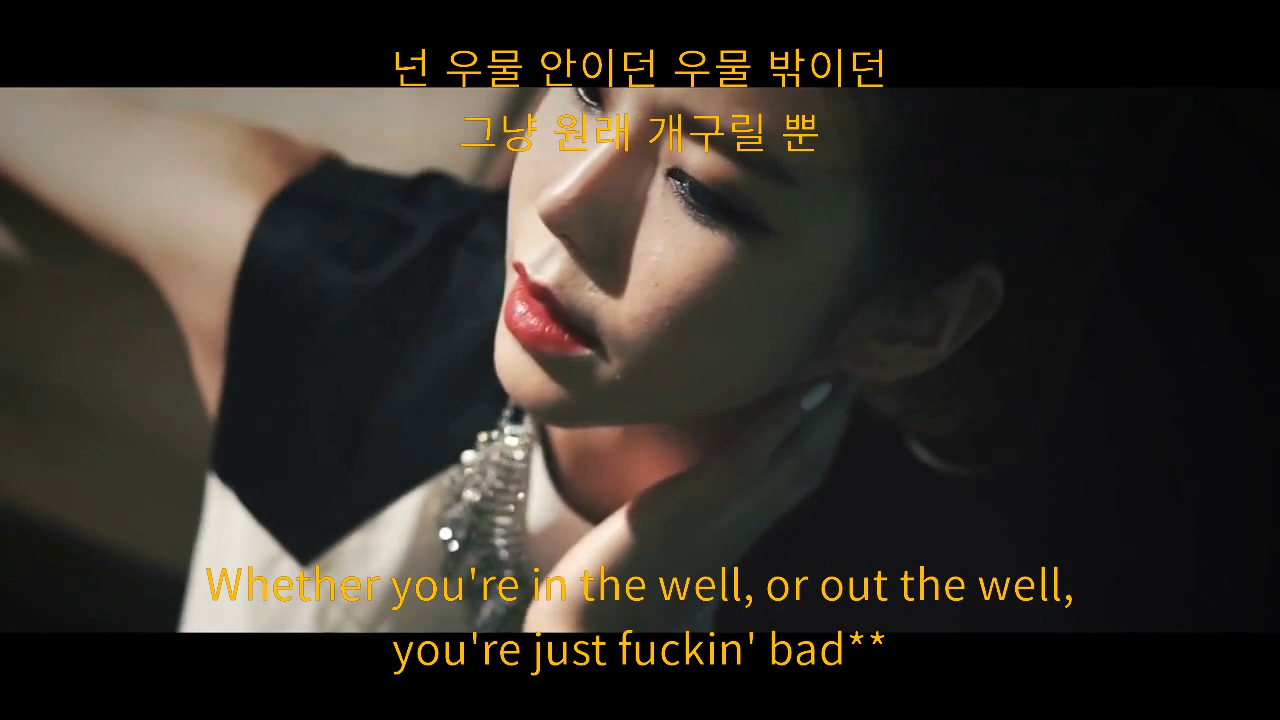 넌 우물 안이던 우물 밖이던
그냥 원래 개구릴 뿐
Whether you're in the well, or out the well,
you're just fuckin' bad**